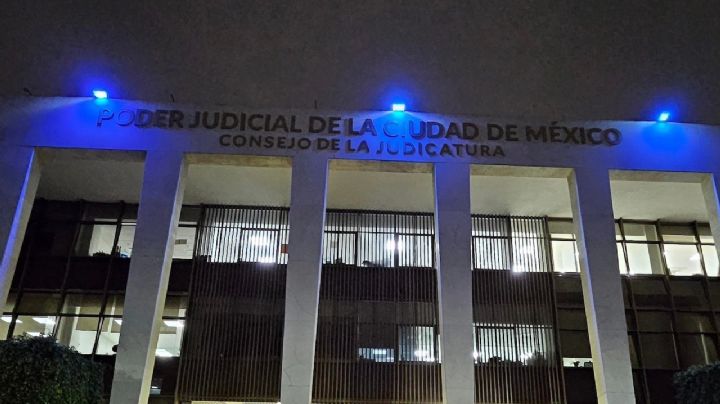 PODER JUDICIAL DE LA CIUDAD DE MÉXICO
CONSEJO DE LA JUDICATURA